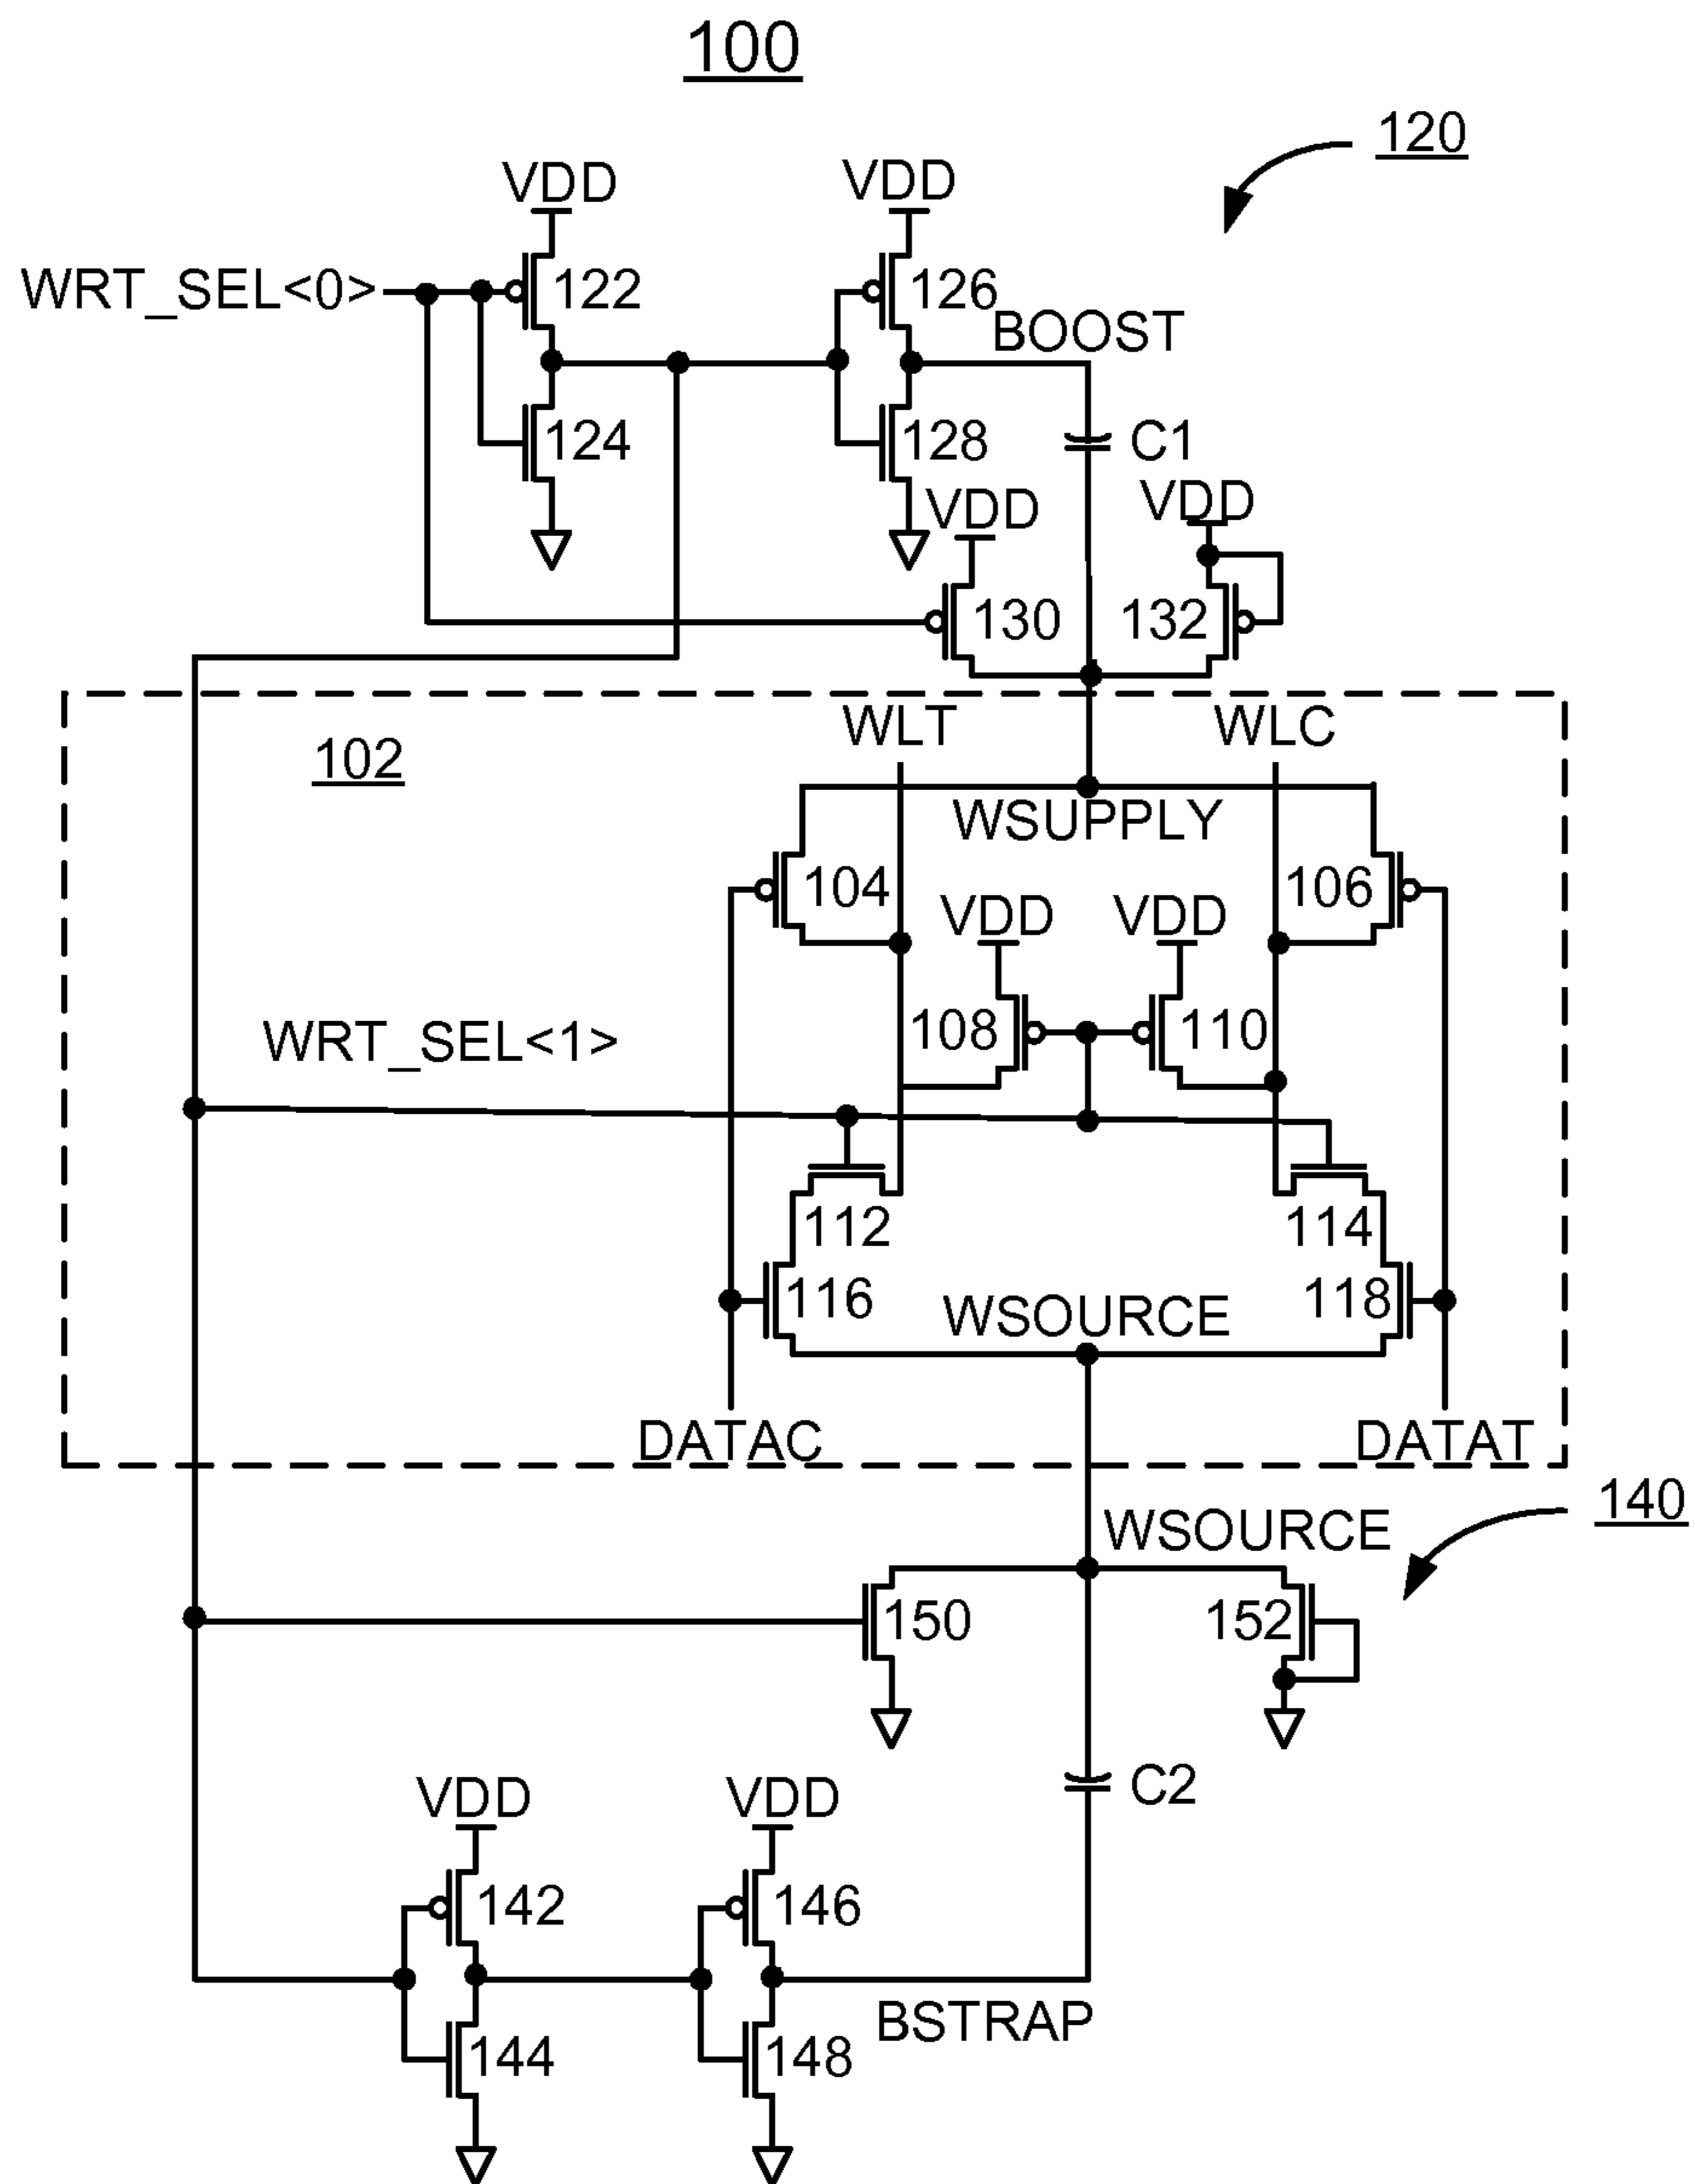 100
120
VDD
VDD
WRT_SEL<0>
122
126
BOOST
124
128
C1
VDD
VDD
130
132
WLT
WLC
102
WSUPPLY
104
106
VDD
VDD
108
110
WRT_SEL<1>
112
114
116
118
WSOURCE
DATAC
DATAT
140
WSOURCE
150
152
VDD
VDD
C2
142
146
BSTRAP
144
148